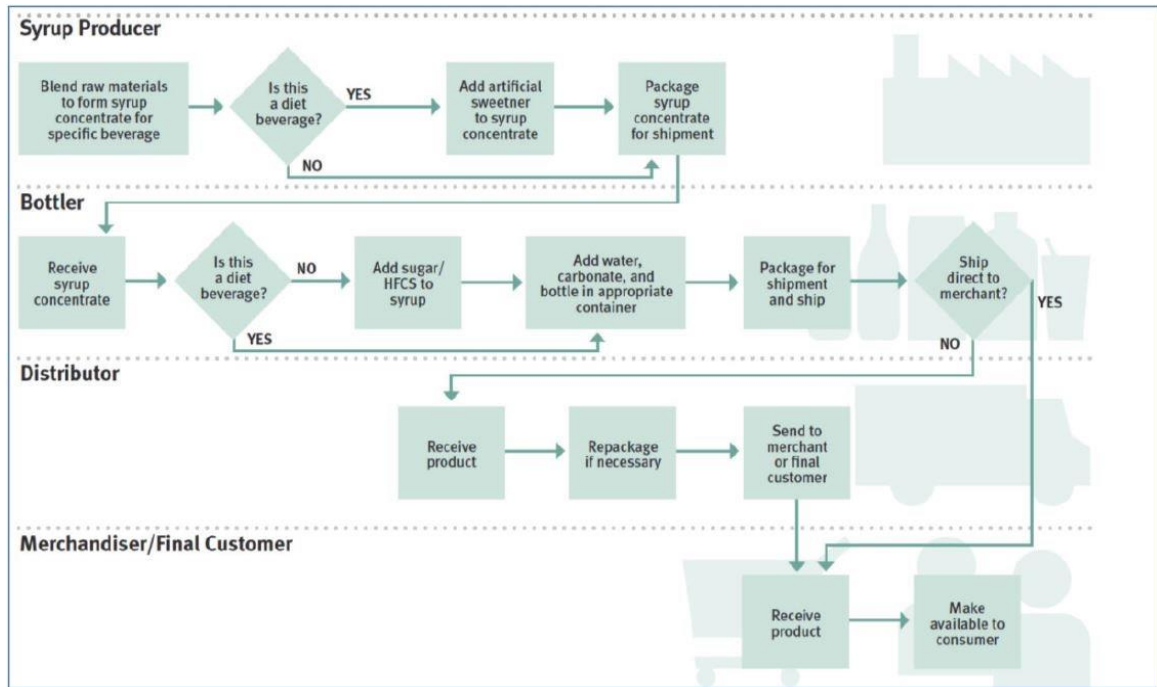 Syrup Producer
Blend raw materials
to form syrup
concentrate for
specific beverage
Is this
a diet
beverage?
YES
NO
Add artificial
sweetner
to syrup
concentrate
Package
syrup
concentrate
for shipment
Bottler
Receive
syrup
concentrate
Is this
a diet
beverage?
NO
YES
Add sugar/
HFCS to
syrup
Add water,
carbonate, and
bottle in appropriate
container
Package for
shipment
and ship
Ship
direct to
merchant?
YES
NO
Distributor
Receive
product
Repackage
if necessary
Send to
merchant
or final
customer
Merchandiser/Final Customer
Receive
product
Make
available to
consumer